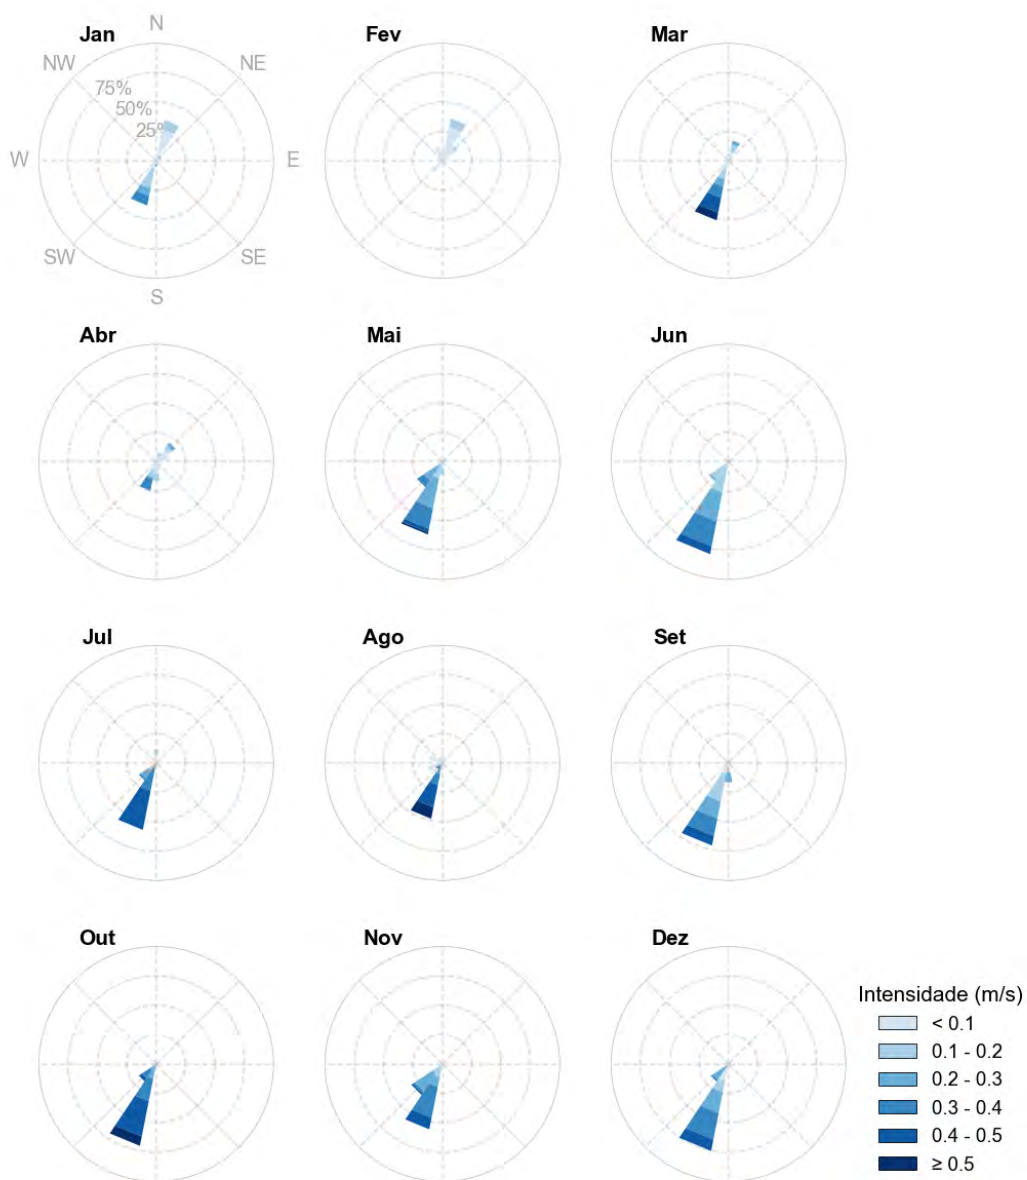 Jan
Fev
Mar
N
NW
NE
75%
50%
25%
W
E
SW
SE
S
Abr
Mai
Jun
Jul
Ago
Set
Out
Nov
Dez
Intensidade (m/s)
< 0.1
0.1 - 0.2
0.2 - 0.3
0.3 - 0.4
0.4 - 0.5
≥ 0.5